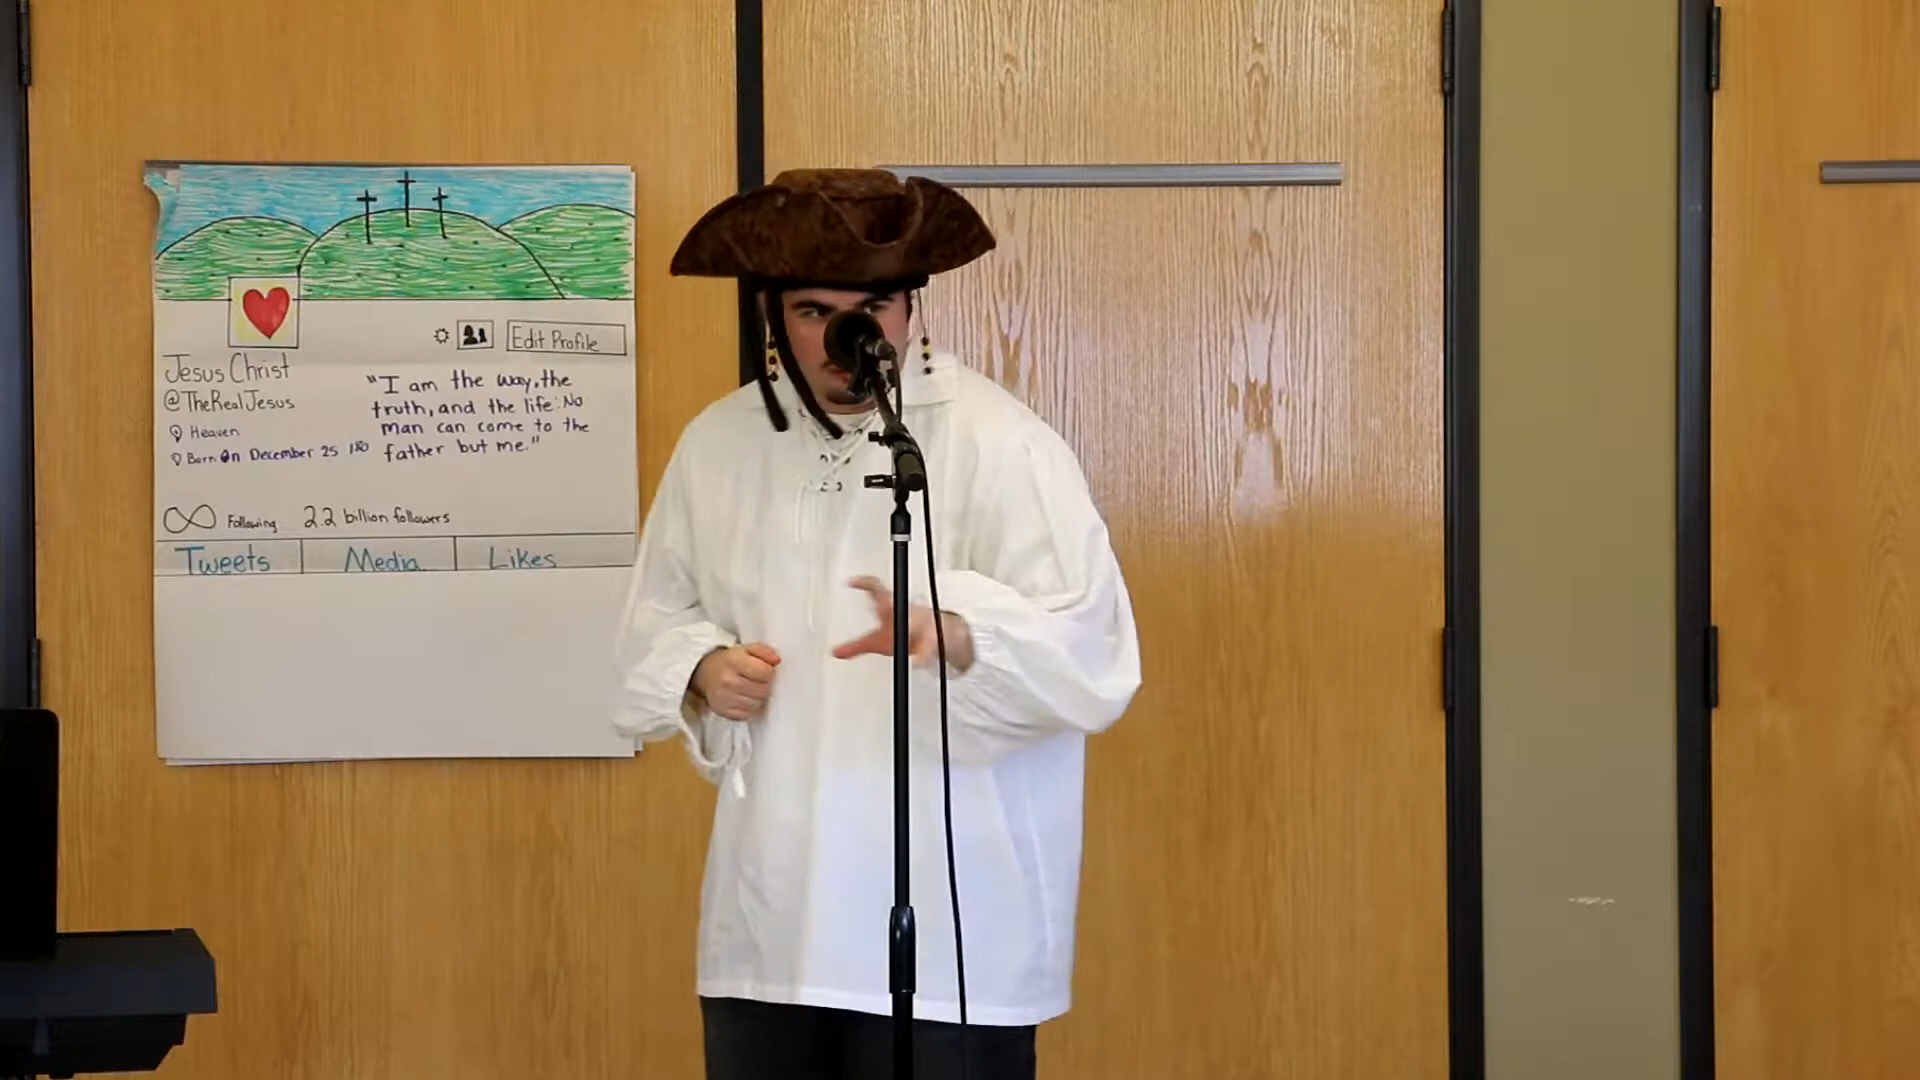 Edit Profile
Jesus Christ
@TheRealJesus
Heaven
Born on December 25
"I am the way, the
truth, and the life: No
man can come to the
father but me."
∞ Following 2.2 billion followers
Tweets Media Likes